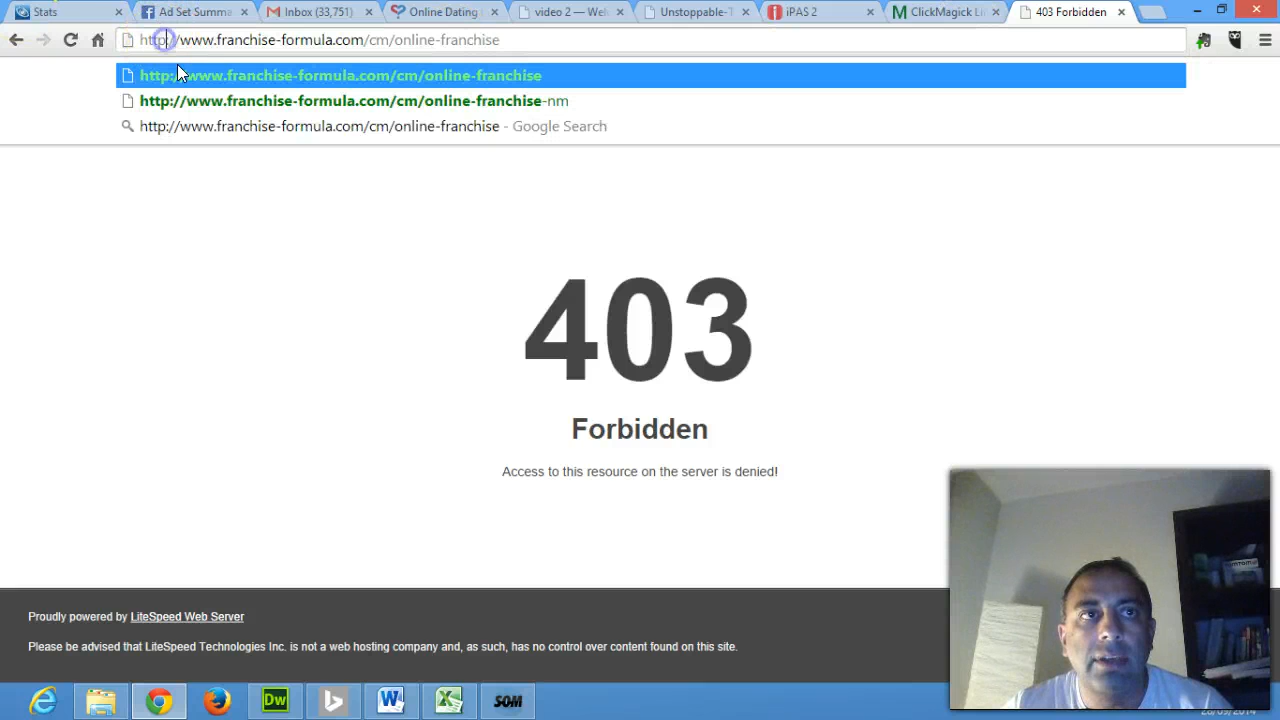 Stats
Ad Set Summa
Inbox (33,751)
Online Dating
video 2 — Wel
Unstoppable-T
iPAS 2
ClickMagick Li
403 Forbidden
http://www.franchise-formula.com/cm/online-franchise
http://www.franchise-formula.com/cm/online-franchise
http://www.franchise-formula.com/cm/online-franchise-nm
http://www.franchise-formula.com/cm/online-franchise - Google Search
403
Forbidden
Access to this resource on the server is denied!
Proudly powered by LiteSpeed Web Server
Please be advised that LiteSpeed Technologies Inc. is not a web hosting company and, as such, has no control over content found on this site.
Dw
SOM